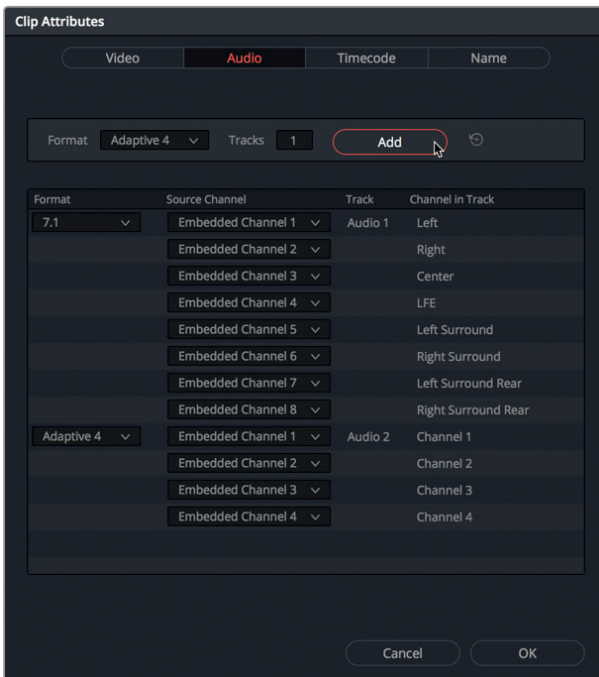 Clip Attributes
Video Audio Timecode Name
Format Adaptive 4 Tracks 1 Add
Format Source Channel Track Channel in Track
7.1 Embedded Channel 1 Audio 1 Left
Embedded Channel 2 Right
Embedded Channel 3 Center
Embedded Channel 4 LFE
Embedded Channel 5 Left Surround
Embedded Channel 6 Right Surround
Embedded Channel 7 Left Surround Rear
Embedded Channel 8 Right Surround Rear
Adaptive 4 Embedded Channel 1 Audio 2 Channel 1
Embedded Channel 2 Channel 2
Embedded Channel 3 Channel 3
Embedded Channel 4 Channel 4
Cancel OK